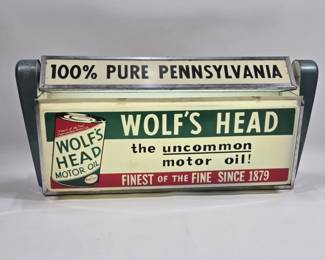 100% PURE PENNSYLVANIA
WOLF'S HEAD
the uncommon
motor oil!
FINEST OF THE FINE SINCE 1879
WOLF'S
HEAD
MOTOR OIL